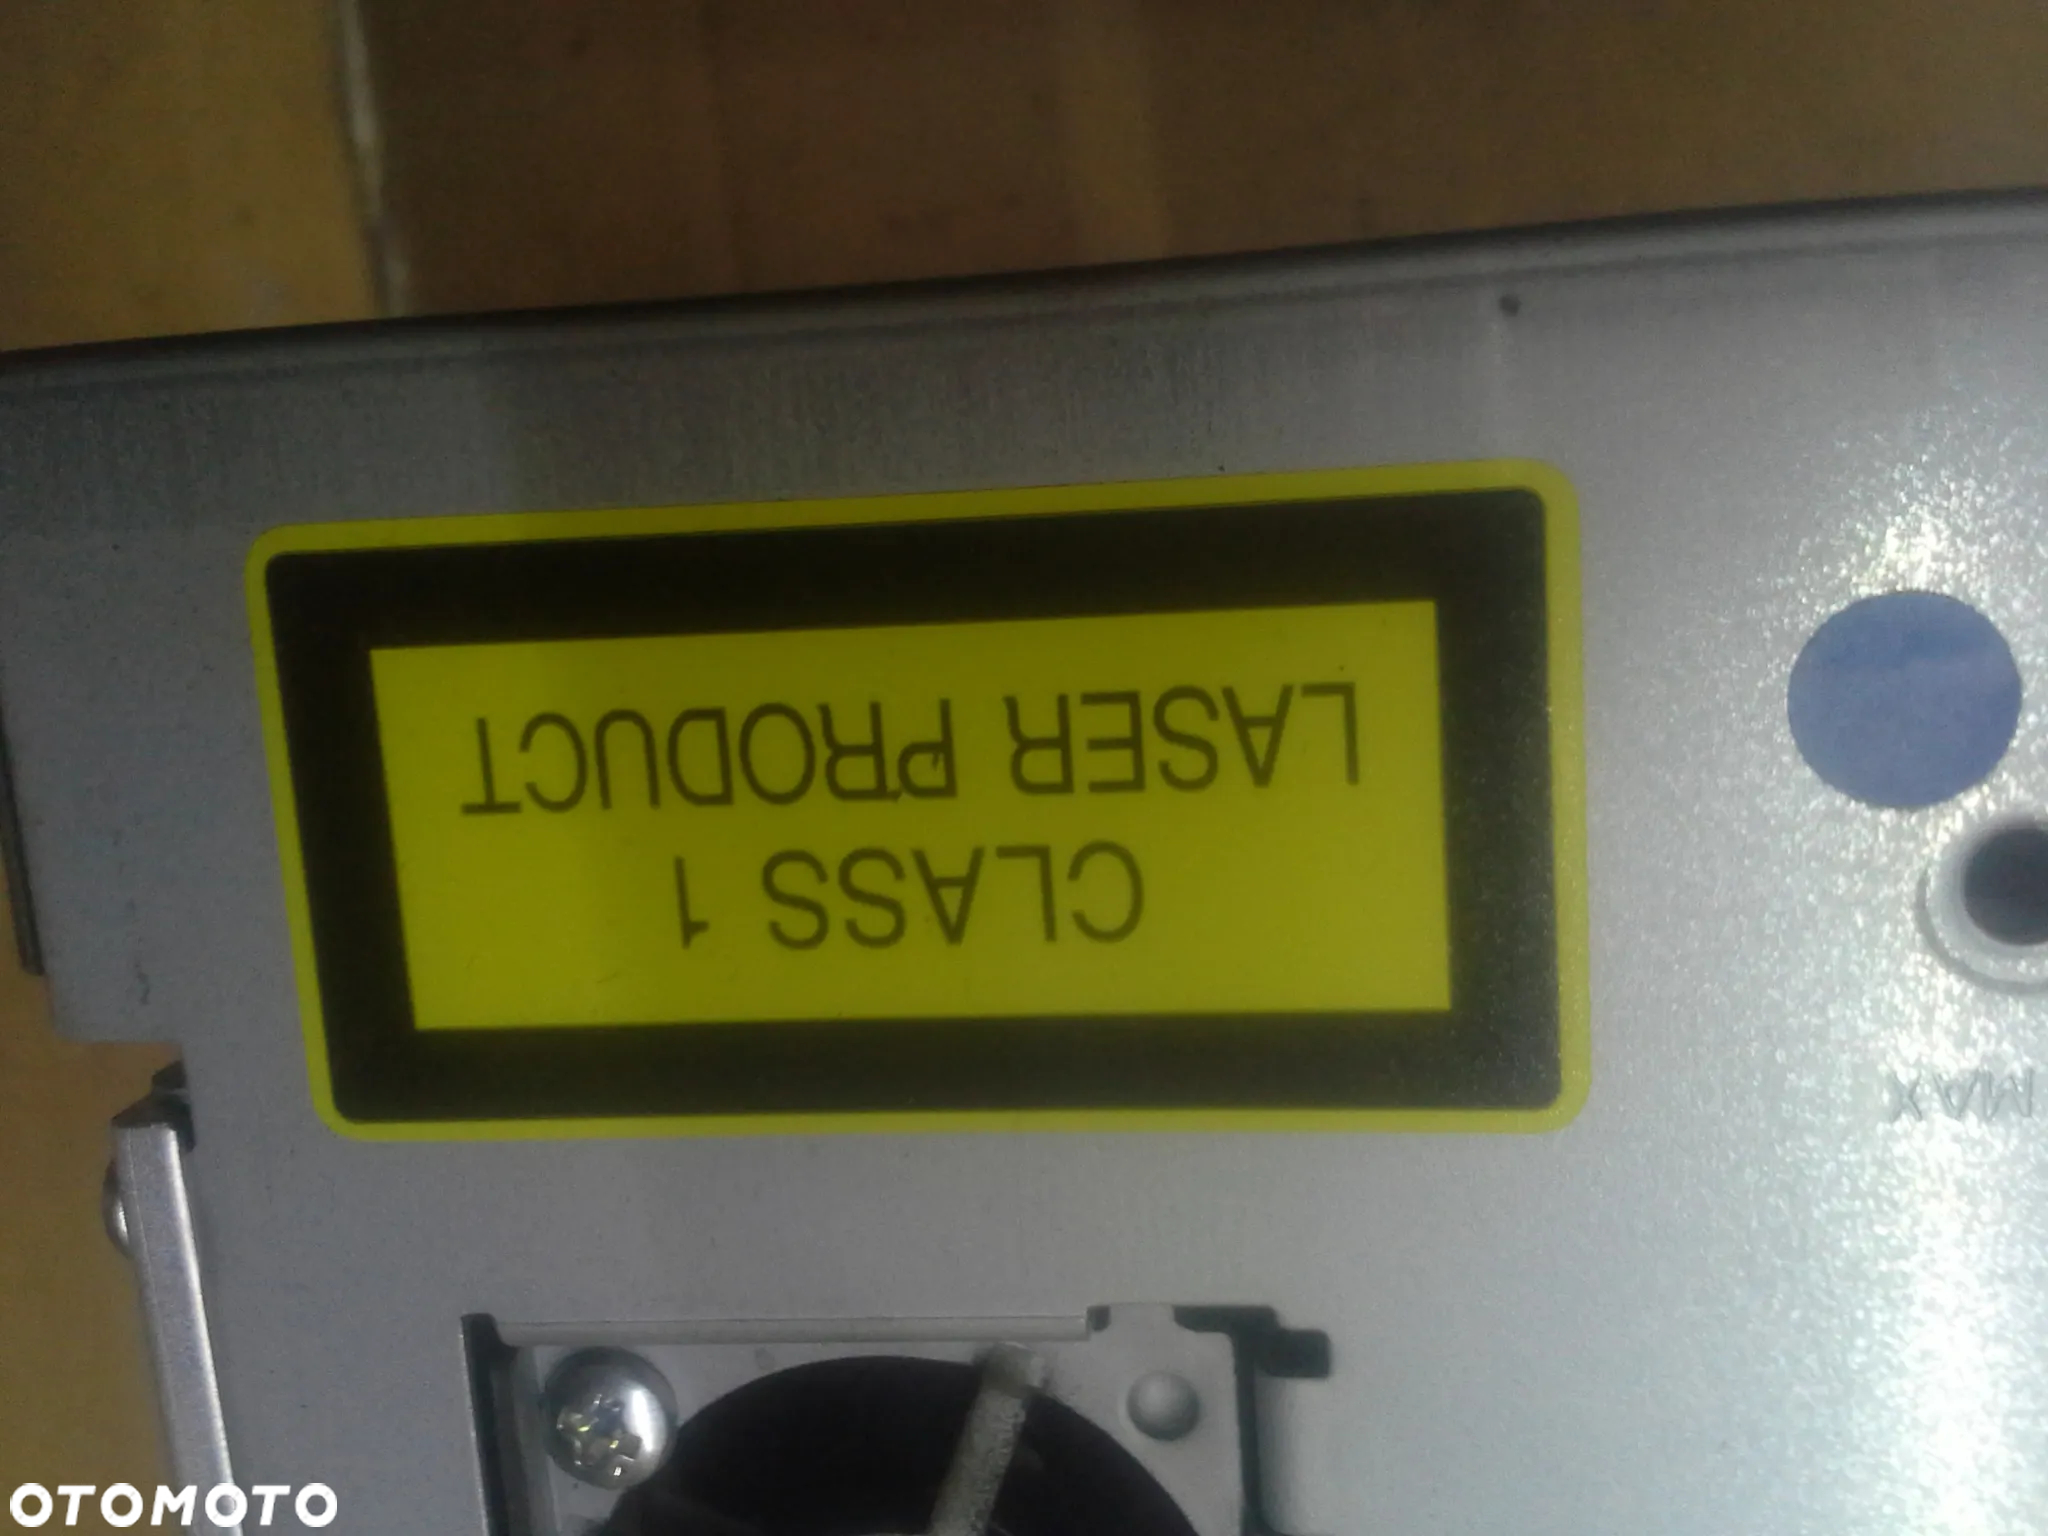 CLASS 1
LASER PRODUCT
MAX
OTOMOTO